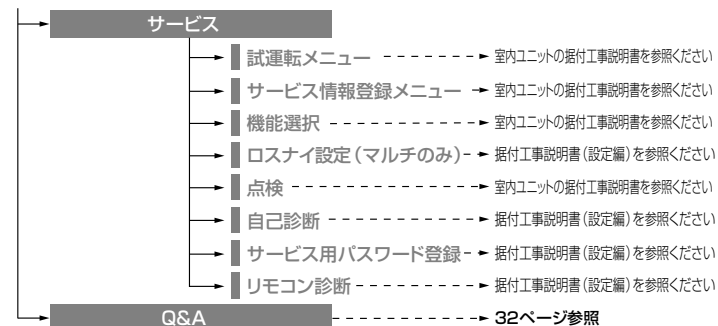 サービス
試運転メニュー 室内ユニットの据付工事説明書を参照ください
サービス情報登録メニュー 室内ユニットの据付工事説明書を参照ください
機能選択 室内ユニットの据付工事説明書を参照ください
ロスナイ設定（マルチのみ） 据付工事説明書（設定編）を参照ください
点検 室内ユニットの据付工事説明書を参照ください
自己診断 据付工事説明書（設定編）を参照ください
サービス用パスワード登録 据付工事説明書（設定編）を参照ください
リモコン診断 据付工事説明書（設定編）を参照ください
Q&A 32ページ参照